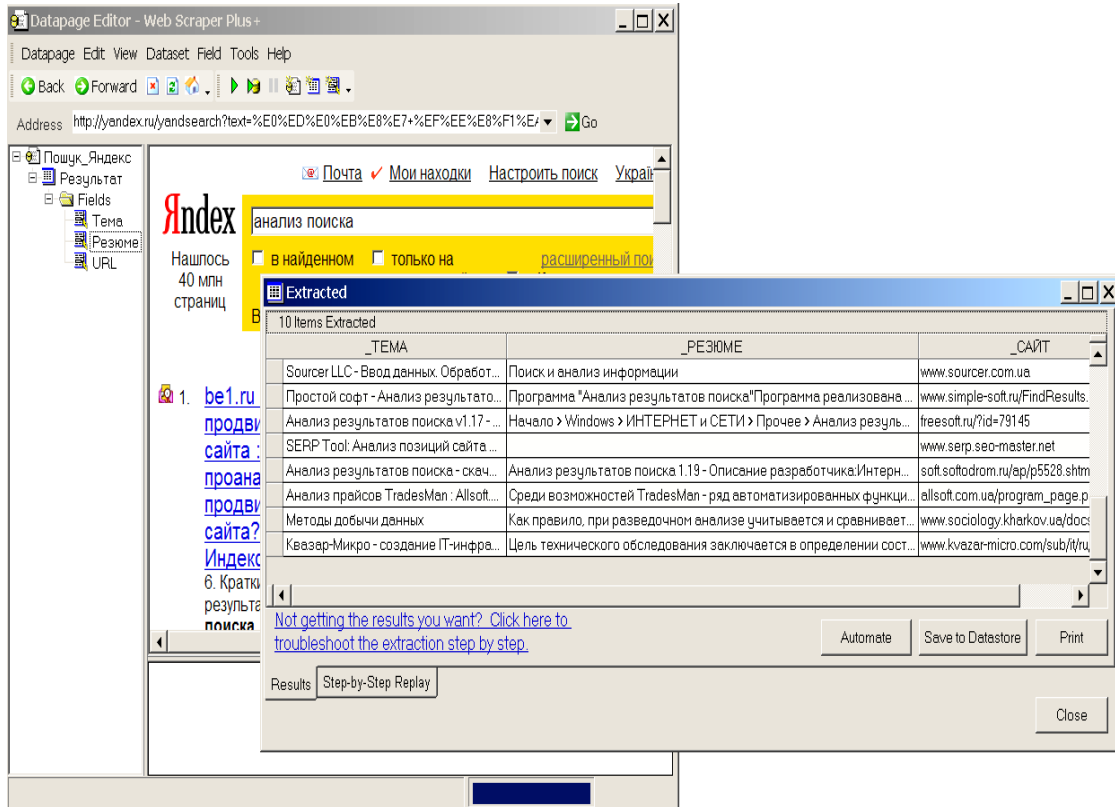 Datapage Editor - Web Scraper Plus+
Datapage Edit View Dataset Field Tools Help
Back Forward
Address http://yandex.ru/yandsearch?text=%E0%ED%E0%EB%E8%E7+%EF%EE%E8%F1%E Go
Пошук_Яндекс
Результат
Fields
Тема
Резюме
URL
Почта Мои находки Настроить поиск Україн
Яndex
анализ поиска
Нашлось
40 млн
страниц
в найденном только на расширенный пои
В
1. be1.ru
продви
сайта :
проана
продви
сайта?
Индекс
6. Кратки
результа
поиска
Extracted
10 Items Extracted
_ТЕМА _РЕЗЮМЕ _САЙТ
Sourcer LLC - Ввод данных. Обработ... Поиск и анализ информации www.sourcer.com.ua
Простой софт - Анализ результато... Программа "Анализ результатов поиска"Программа реализована ... www.simple-soft.ru/FindResults.
Анализ результатов поиска v1.17 - ... Начало > Windows > ИНТЕРНЕТ и СЕТИ > Прочее > Анализ резуль... freesoft.ru/?id=79145
SERP Tool: Анализ позиций сайта ... www.serp.seo-master.net
Анализ результатов поиска - скач... Анализ результатов поиска 1.19 - Описание разработчика:Интерн... soft.softodrom.ru/ap/p5528.shtm
Анализ прайсов TradesMan : Allsoft.... Среди возможностей TradesMan - ряд автоматизированных функци... allsoft.com.ua/program_page.p
Методы добычи данных Как правило, при разведочном анализе учитывается и сравнивает... www.sociology.kharkov.ua/docs
Квазар-Микро - создание IT-инфра... Цель технического обследования заключается в определении сост... www.kvazar-micro.com/sub/it/ru,
Not getting the results you want? Click here to
troubleshoot the extraction step by step.
Automate Save to Datastore Print
Results Step-by-Step Replay
Close